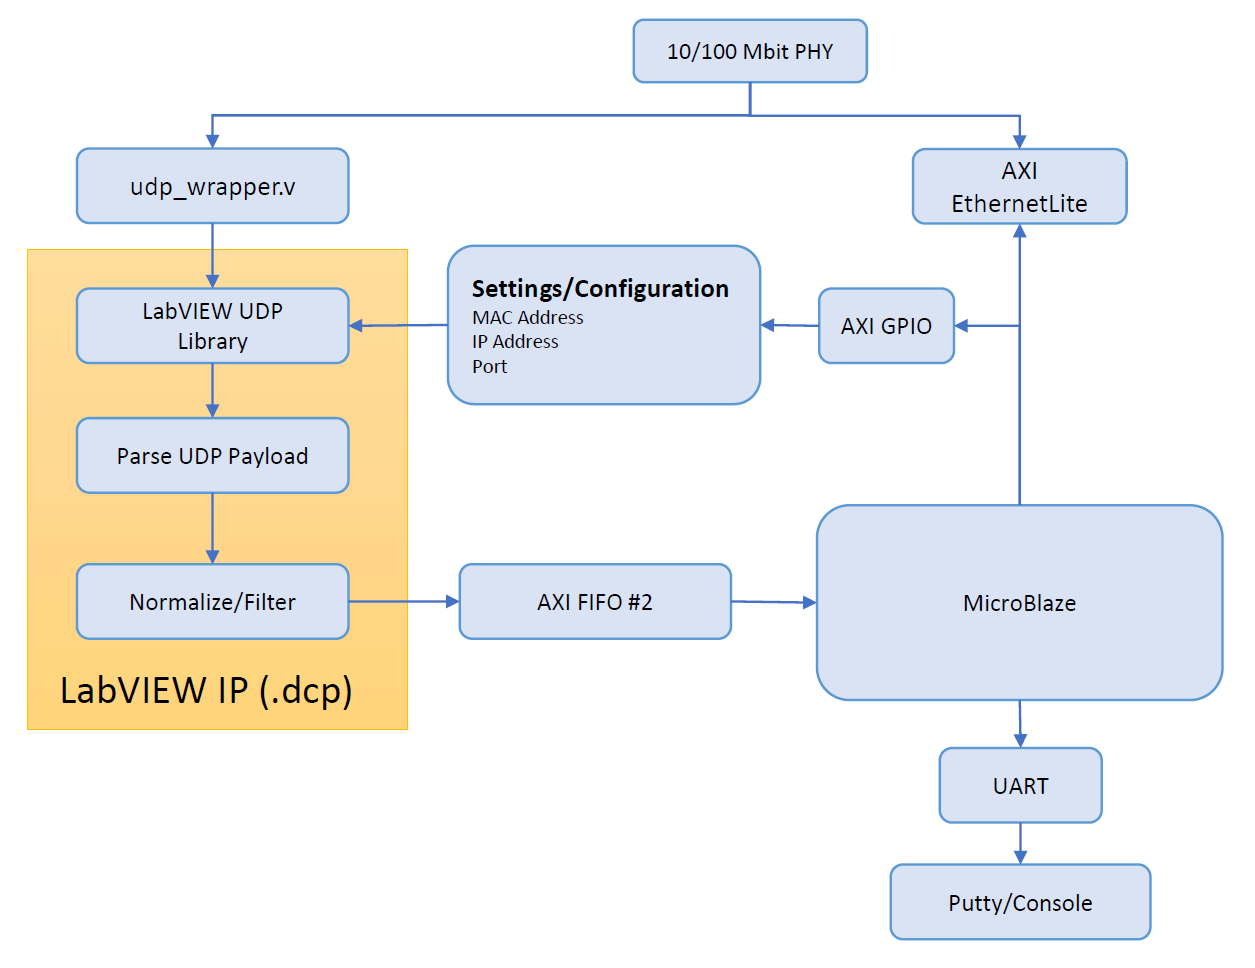 10/100 Mbit PHY
udp_wrapper.v
AXI
EthernetLite
LabVIEW UDP
Library
Settings/Configuration
MAC Address
IP Address
Port
AXI GPIO
Parse UDP Payload
Normalize/Filter
AXI FIFO #2
MicroBlaze
LabVIEW IP (.dcp)
UART
Putty/Console